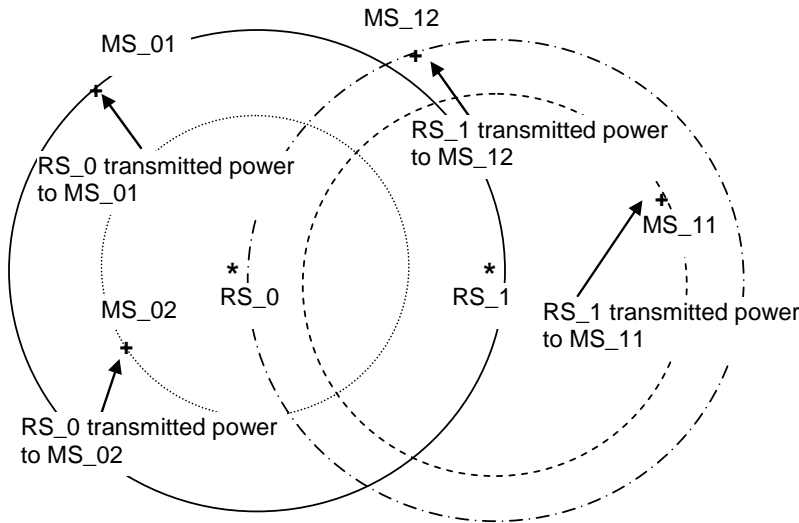 MS_12
MS_01
RS_1 transmitted power
to MS_12
RS_0 transmitted power
to MS_01
MS_11
RS_0
RS_1
MS_02
RS_1 transmitted power
to MS_11
RS_0 transmitted power
to MS_02